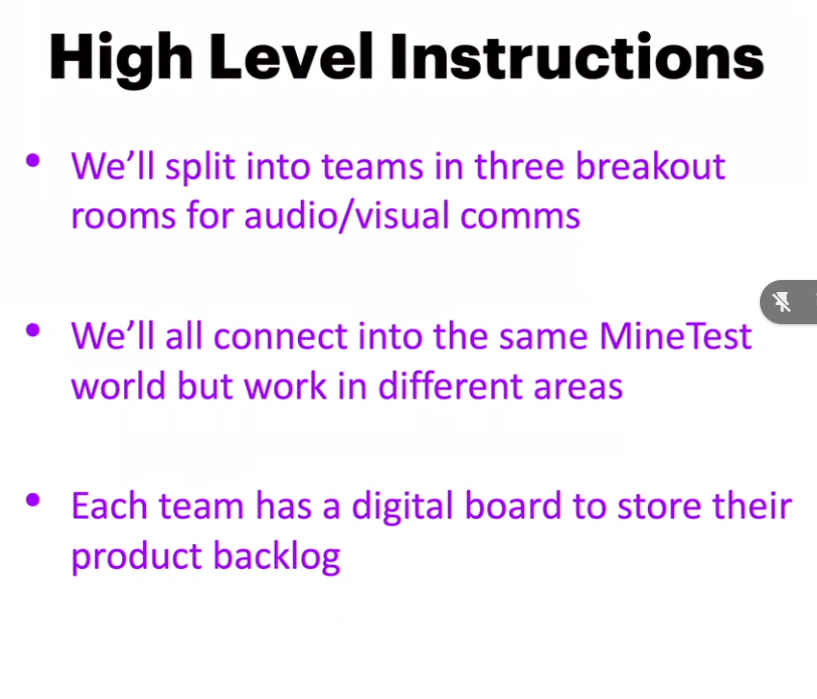 High Level Instructions
• We’ll split into teams in three breakout
rooms for audio/visual comms
• We’ll all connect into the same MineTest
world but work in different areas
• Each team has a digital board to store their
product backlog